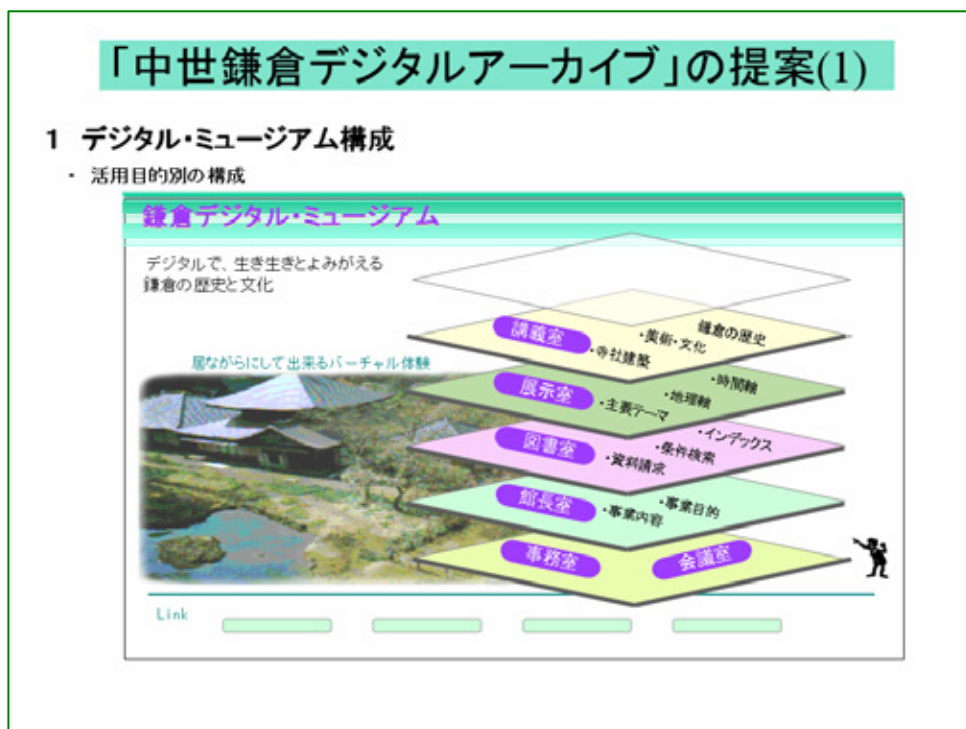 「中世鎌倉デジタルアーカイブ」の提案(1)
1 デジタル・ミュージアム構成
・ 活用目的別の構成
鎌倉デジタル・ミュージアム
デジタルで、生き生きとよみがえる
鎌倉の歴史と文化
居ながらにして出来るバーチャル体験
講義室
・寺社建築
・美術・文化
鎌倉の歴史
展示室
・主要テーマ
・地理軸
・時間軸
図書室
・資料請求
・条件検索
・インデックス
館長室
・事業内容
・事業目的
事務室
会議室
Link